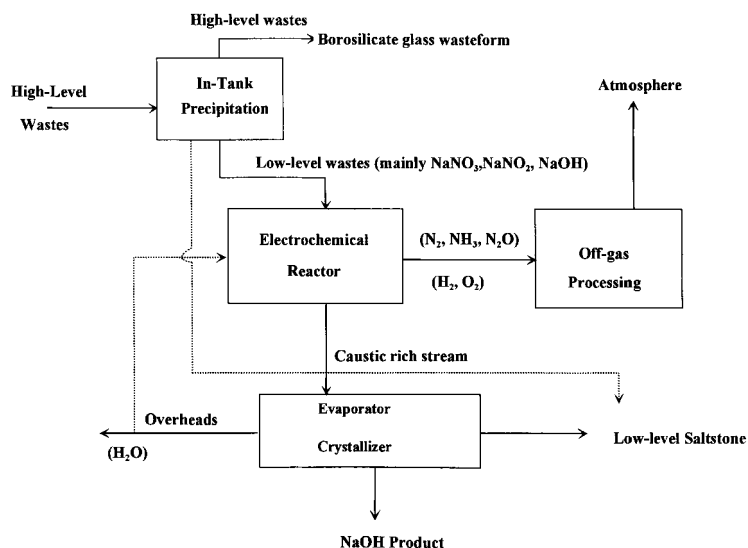 High-level wastes
Borosilicate glass wasteform
In-Tank
Precipitation
High-Level
Wastes
Atmosphere
Low-level wastes (mainly NaNO₃,NaNO₂, NaOH)
Electrochemical
Reactor
(N₂, NH₃, N₂O)
(H₂, O₂)
Off-gas
Processing
Caustic rich stream
Evaporator
Crystallizer
Overheads
(H₂O)
Low-level Saltstone
NaOH Product